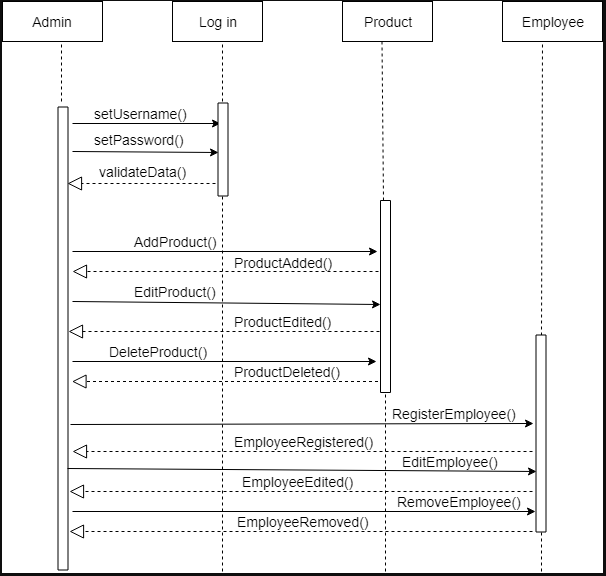 Admin
Log in
Product
Employee
setUsername()
setPassword()
validateData()
AddProduct()
ProductAdded()
EditProduct()
ProductEdited()
DeleteProduct()
ProductDeleted()
RegisterEmployee()
EmployeeRegistered()
EditEmployee()
EmployeeEdited()
RemoveEmployee()
EmployeeRemoved()